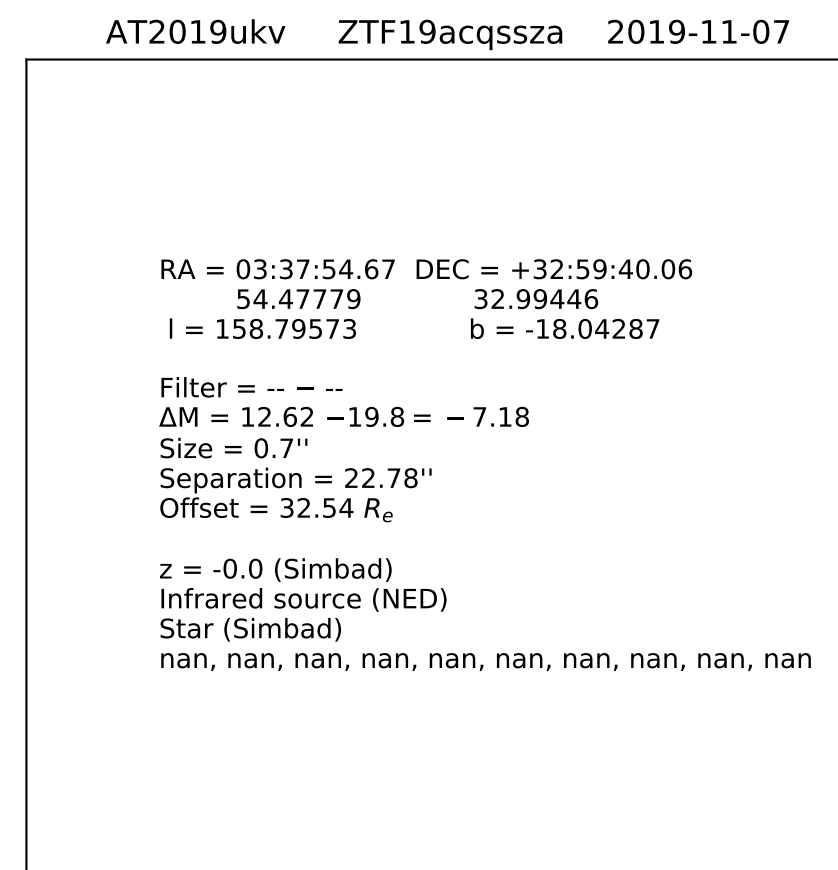 AT2019ukv ZTF19acqssza 2019-11-07
RA = 03:37:54.67 DEC = +32:59:40.06
54.47779 32.99446
l = 158.79573 b = -18.04287
Filter = -- − --
ΔM = 12.62 −19.8 = − 7.18
Size = 0.7''
Separation = 22.78''
Offset = 32.54 Re
z = -0.0 (Simbad)
Infrared source (NED)
Star (Simbad)
nan, nan, nan, nan, nan, nan, nan, nan, nan, nan